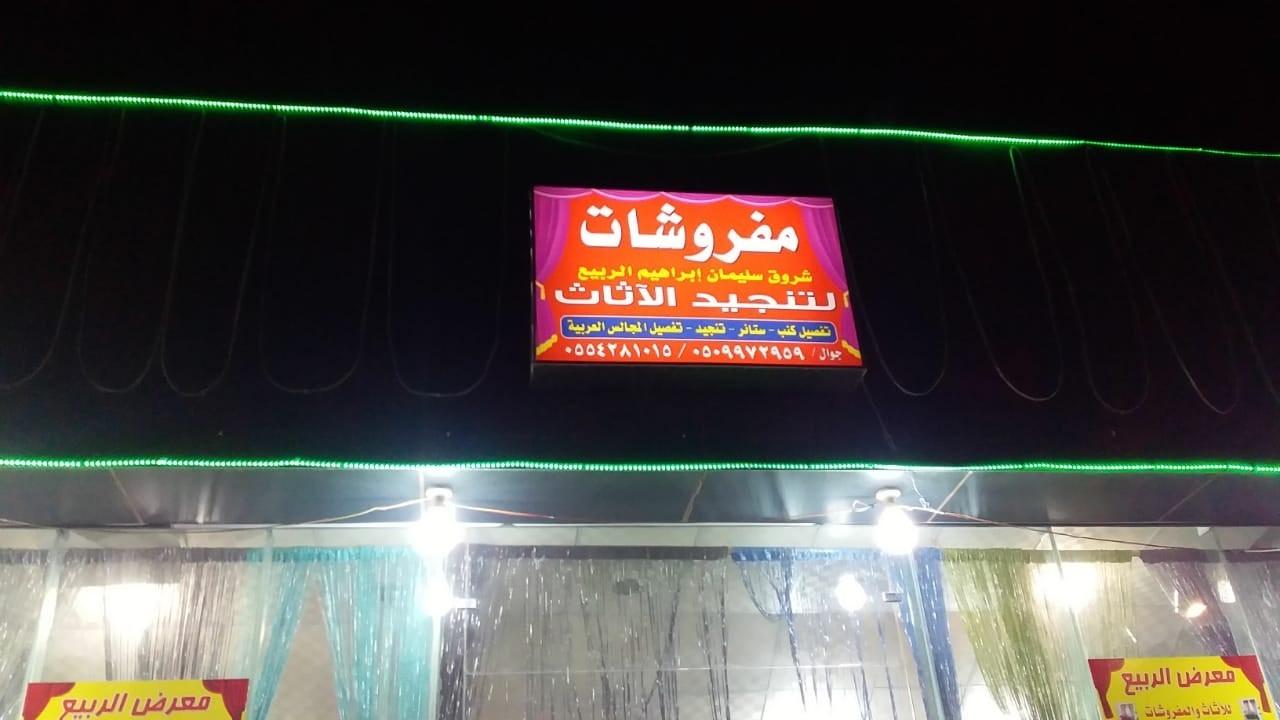 مفروشات
شروق سليمان إبراهيم الربيع
لتنجيد الآثاث
تفصيل كنب - ستائر - تنجيد - تفصيل المجالس العربية
جوال / ٠٥٠٩٩٧٢٩٥٩ / ٠٥٥٤٢٨١٠١٥
معرض الربيع
للأثاث والمفروشات
معرض الربيع